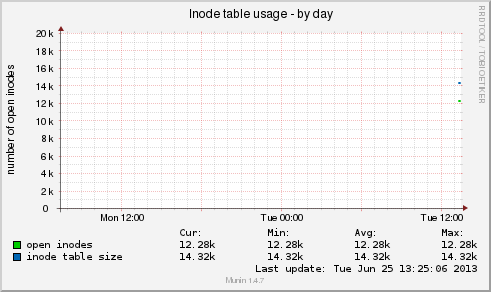 Inode table usage - by day
RRDTOOL / TOBI OETIKER
number of open inodes
20 k
18 k
16 k
14 k
12 k
10 k
8 k
6 k
4 k
2 k
0
Mon 12:00 Tue 00:00 Tue 12:00
Cur: Min: Avg: Max:
open inodes 12.28k 12.28k 12.28k 12.28k
inode table size 14.32k 14.32k 14.32k 14.32k
Last update: Tue Jun 25 13:25:06 2013
Munin 1.4.7